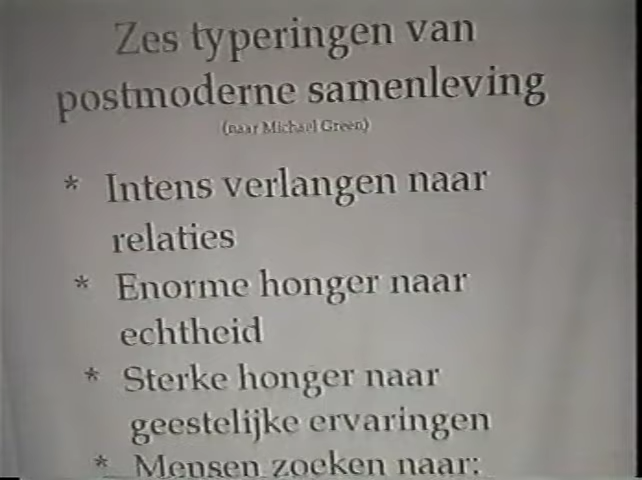 Zes typeringen van
postmoderne samenleving
(naar Michael Green)
* Intens verlangen naar
relaties
* Enorme honger naar
echtheid
* Sterke honger naar
geestelijke ervaringen
* Mensen zoeken naar: